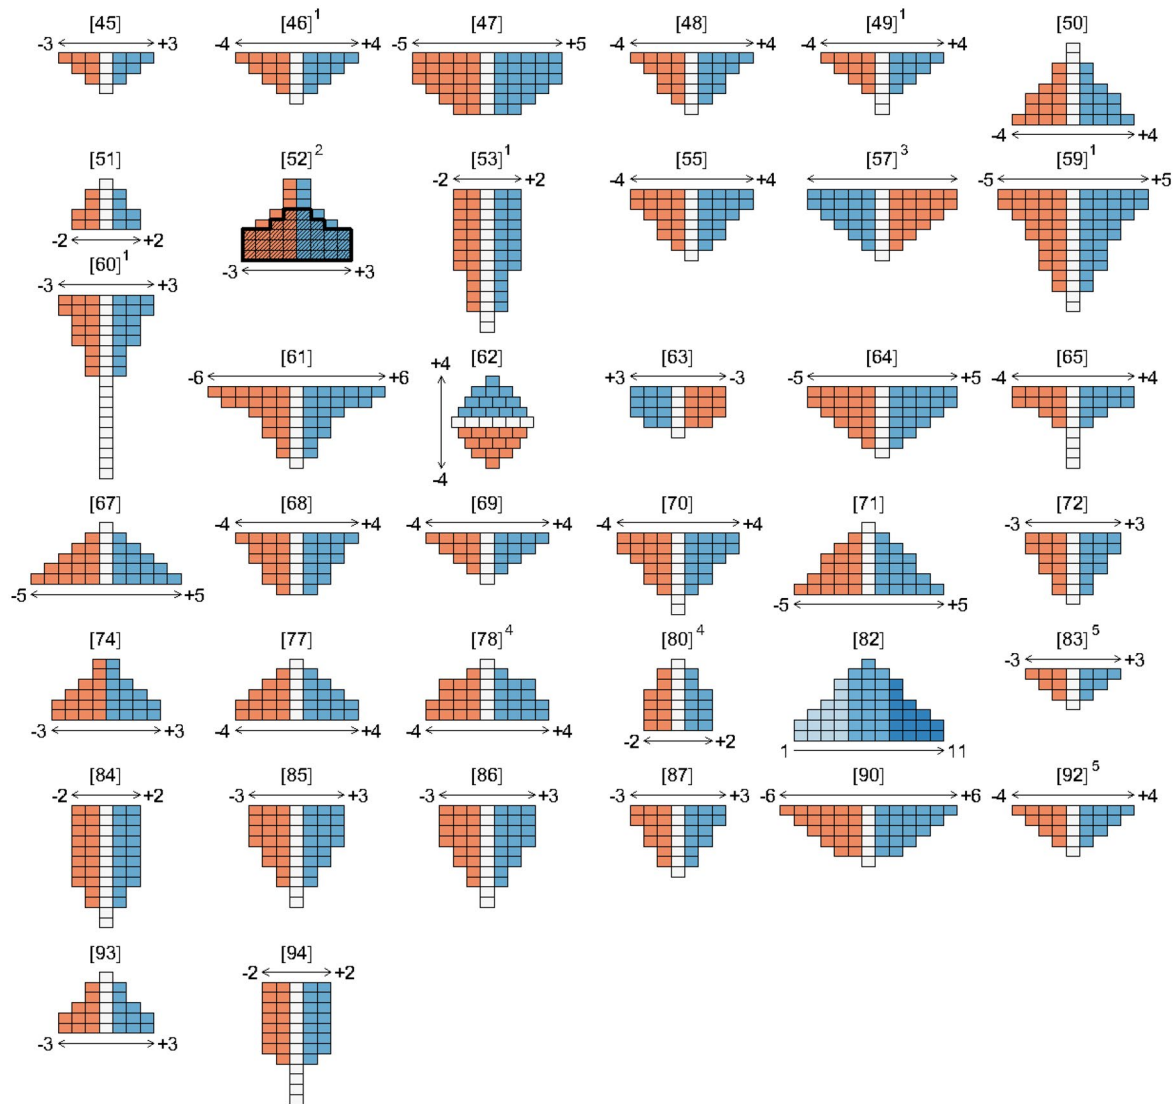 [45] [46]1 [47] [48] [49]1 [50]
-3 +3 -4 +4 -5 +5 -4 +4 -4 +4
-4 +4
[51] [52]2 [53]1 [55] [57]3 [59]1
-2 +2 -4 +4 -5 +5
-2 +2
-3 +3
[60]1
-3 +3
[61] [62] [63] [64] [65]
-6 +6 +4 +3 -3 -5 +5 -4 +4
-4
[67] [68] [69] [70] [71] [72]
-4 +4 -4 +4 -4 +4 -3 +3
-5 +5 -5 +5
[74] [77] [78]4 [80]4 [82] [83]5
-3 +3
-3 +3 -4 +4 -4 +4 -2 +2 1 11
[84] [85] [86] [87] [90] [92]5
-2 +2 -3 +3 -3 +3 -3 +3 -6 +6 -4 +4
[93] [94]
-2 +2
-3 +3